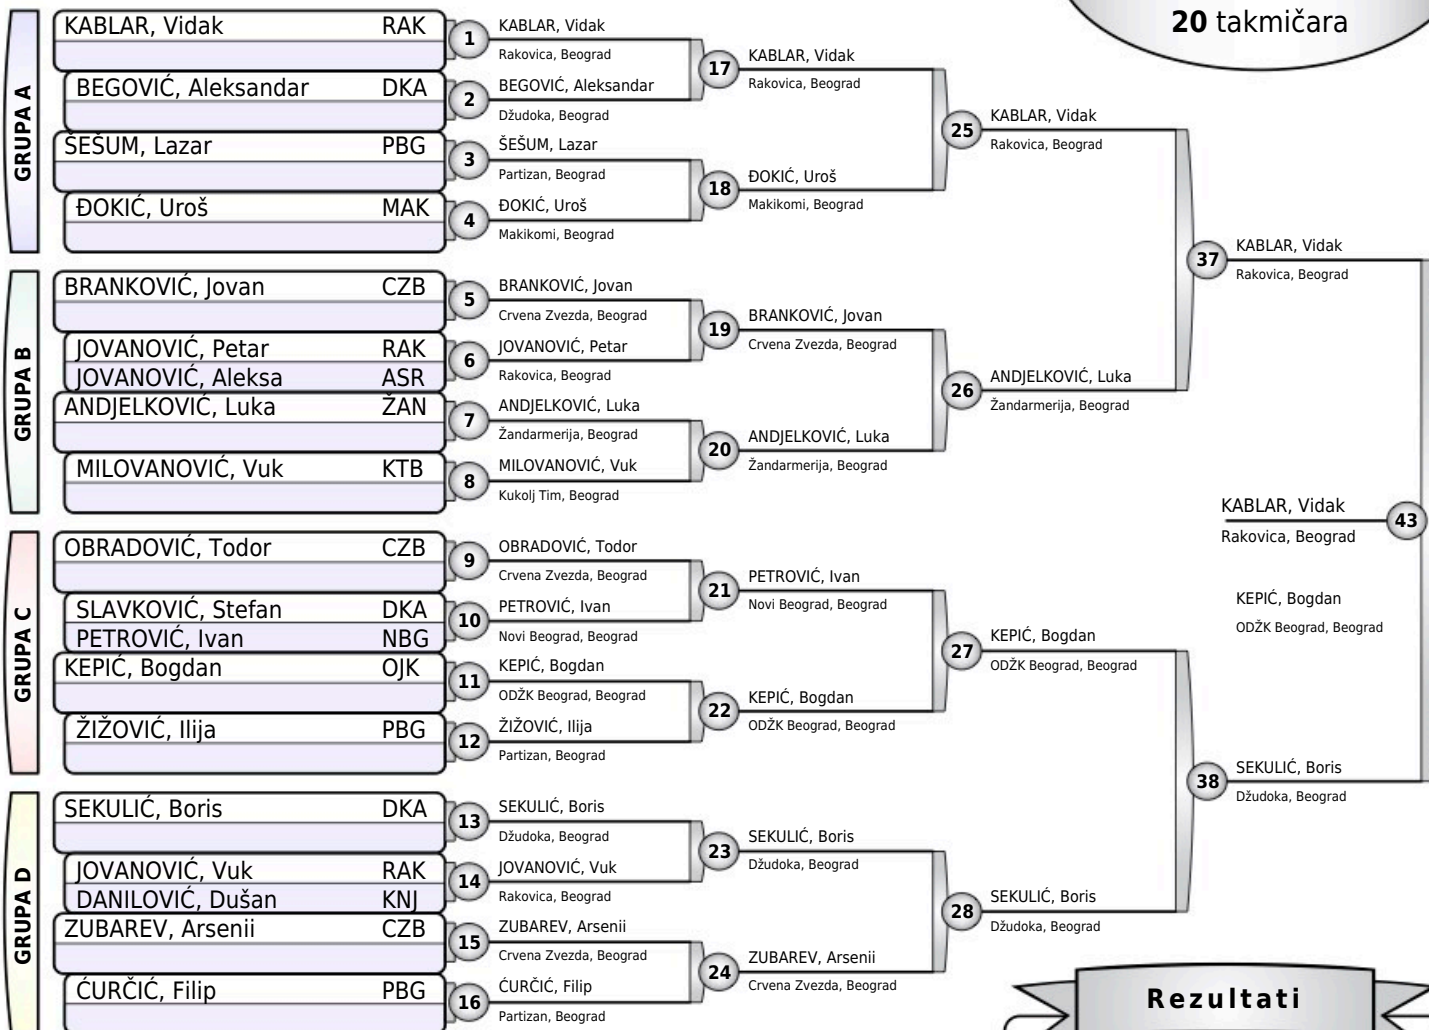 20 takmičara
GRUPA A
KABLAR, Vidak RAK
BEGOVIĆ, Aleksandar DKA
ŠEŠUM, Lazar PBG
ĐOKIĆ, Uroš MAK
GRUPA B
BRANKOVIĆ, Jovan CZB
JOVANOVIĆ, Petar RAK
JOVANOVIĆ, Aleksa ASR
ANDJELKOVIĆ, Luka ŽAN
MILOVANOVIĆ, Vuk KTB
GRUPA C
OBRADOVIĆ, Todor CZB
SLAVKOVIĆ, Stefan DKA
PETROVIĆ, Ivan NBG
KEPIĆ, Bogdan OJK
ŽIŽOVIĆ, Ilija PBG
GRUPA D
SEKULIĆ, Boris DKA
JOVANOVIĆ, Vuk RAK
DANILOVIĆ, Dušan KNJ
ZUBAREV, Arsenii CZB
ĆURČIĆ, Filip PBG
1 KABLAR, Vidak
Rakovica, Beograd
2 BEGOVIĆ, Aleksandar
Džudoka, Beograd
3 ŠEŠUM, Lazar
Partizan, Beograd
4 ĐOKIĆ, Uroš
Makikomi, Beograd
5 BRANKOVIĆ, Jovan
Crvena Zvezda, Beograd
6 JOVANOVIĆ, Petar
Rakovica, Beograd
7 ANDJELKOVIĆ, Luka
Žandarmerija, Beograd
8 MILOVANOVIĆ, Vuk
Kukolj Tim, Beograd
9 OBRADOVIĆ, Todor
Crvena Zvezda, Beograd
10 PETROVIĆ, Ivan
Novi Beograd, Beograd
11 KEPIĆ, Bogdan
ODŽK Beograd, Beograd
12 ŽIŽOVIĆ, Ilija
Partizan, Beograd
13 SEKULIĆ, Boris
Džudoka, Beograd
14 JOVANOVIĆ, Vuk
Rakovica, Beograd
15 ZUBAREV, Arsenii
Crvena Zvezda, Beograd
16 ĆURČIĆ, Filip
Partizan, Beograd
17 KABLAR, Vidak
Rakovica, Beograd
18 ĐOKIĆ, Uroš
Makikomi, Beograd
19 BRANKOVIĆ, Jovan
Crvena Zvezda, Beograd
20 ANDJELKOVIĆ, Luka
Žandarmerija, Beograd
21 PETROVIĆ, Ivan
Novi Beograd, Beograd
22 KEPIĆ, Bogdan
ODŽK Beograd, Beograd
23 SEKULIĆ, Boris
Džudoka, Beograd
24 ZUBAREV, Arsenii
Crvena Zvezda, Beograd
25 KABLAR, Vidak
Rakovica, Beograd
26 ANDJELKOVIĆ, Luka
Žandarmerija, Beograd
27 KEPIĆ, Bogdan
ODŽK Beograd, Beograd
28 SEKULIĆ, Boris
Džudoka, Beograd
37 KABLAR, Vidak
Rakovica, Beograd
38 SEKULIĆ, Boris
Džudoka, Beograd
KABLAR, Vidak 43
Rakovica, Beograd
KEPIĆ, Bogdan
ODŽK Beograd, Beograd
Rezultati